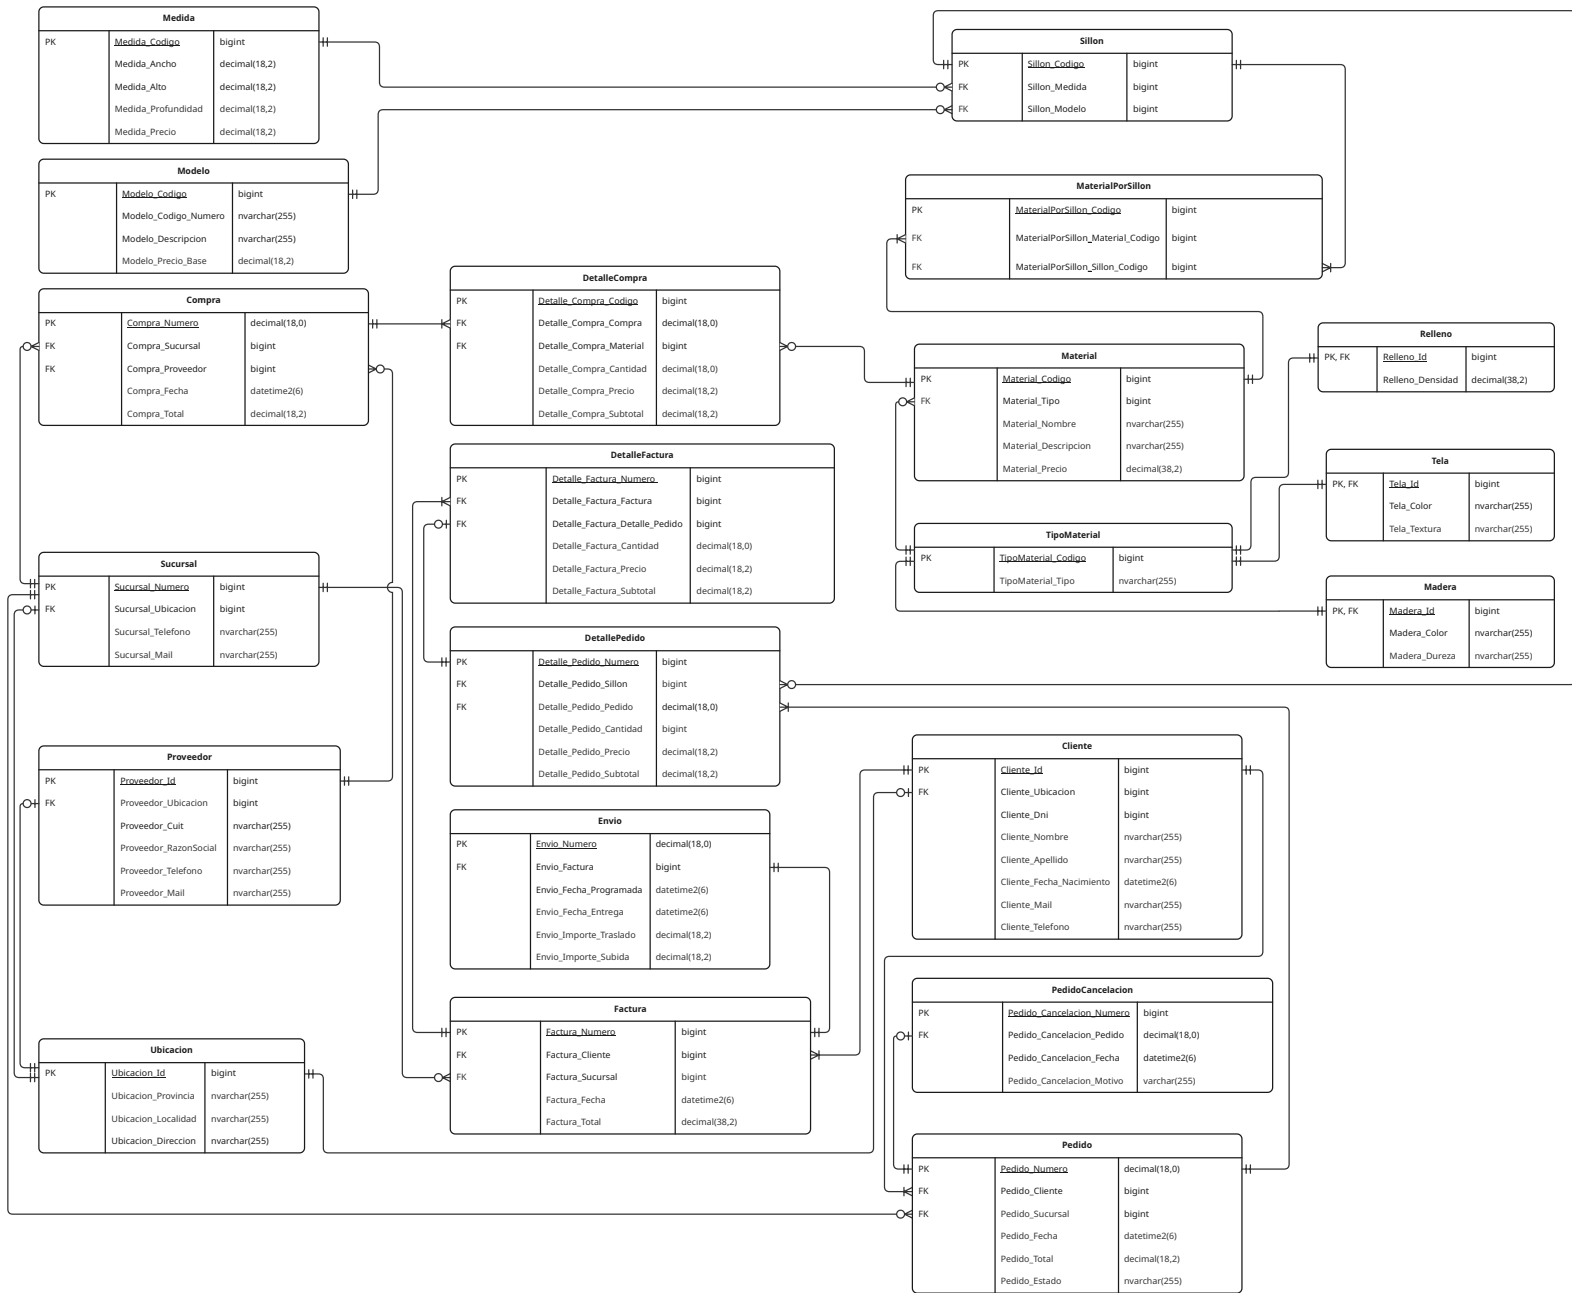 Medida
PK Medida_Codigo bigint
Medida_Ancho decimal(18,2)
Medida_Alto decimal(18,2)
Medida_Profundidad decimal(18,2)
Medida_Precio decimal(18,2)
Modelo
PK Modelo_Codigo bigint
Modelo_Codigo_Numero nvarchar(255)
Modelo_Descripcion nvarchar(255)
Modelo_Precio_Base decimal(18,2)
Compra
PK Compra_Numero decimal(18,0)
FK Compra_Sucursal bigint
FK Compra_Proveedor bigint
Compra_Fecha datetime2(6)
Compra_Total decimal(18,2)
Sucursal
PK Sucursal_Numero bigint
FK Sucursal_Ubicacion bigint
Sucursal_Telefono nvarchar(255)
Sucursal_Mail nvarchar(255)
Proveedor
PK Proveedor_Id bigint
FK Proveedor_Ubicacion bigint
Proveedor_Cuit nvarchar(255)
Proveedor_RazonSocial nvarchar(255)
Proveedor_Telefono nvarchar(255)
Proveedor_Mail nvarchar(255)
Ubicacion
PK Ubicacion_Id bigint
Ubicacion_Provincia nvarchar(255)
Ubicacion_Localidad nvarchar(255)
Ubicacion_Direccion nvarchar(255)
DetalleCompra
PK Detalle_Compra_Codigo bigint
FK Detalle_Compra_Compra decimal(18,0)
FK Detalle_Compra_Material bigint
Detalle_Compra_Cantidad decimal(18,0)
Detalle_Compra_Precio decimal(18,2)
Detalle_Compra_Subtotal decimal(18,2)
DetalleFactura
PK Detalle_Factura_Numero bigint
FK Detalle_Factura_Factura bigint
FK Detalle_Factura_Detalle_Pedido bigint
Detalle_Factura_Cantidad decimal(18,0)
Detalle_Factura_Precio decimal(18,2)
Detalle_Factura_Subtotal decimal(18,2)
DetallePedido
PK Detalle_Pedido_Numero bigint
FK Detalle_Pedido_Sillon bigint
FK Detalle_Pedido_Pedido decimal(18,0)
Detalle_Pedido_Cantidad bigint
Detalle_Pedido_Precio decimal(18,2)
Detalle_Pedido_Subtotal decimal(18,2)
Envio
PK Envio_Numero decimal(18,0)
FK Envio_Factura bigint
Envio_Fecha_Programada datetime2(6)
Envio_Fecha_Entrega datetime2(6)
Envio_Importe_Traslado decimal(18,2)
Envio_Importe_Subida decimal(18,2)
Factura
PK Factura_Numero bigint
FK Factura_Cliente bigint
FK Factura_Sucursal bigint
Factura_Fecha datetime2(6)
Factura_Total decimal(38,2)
Sillon
PK Sillon_Codigo bigint
FK Sillon_Medida bigint
FK Sillon_Modelo bigint
MaterialPorSillon
PK MaterialPorSillon_Codigo bigint
FK MaterialPorSillon_Material_Codigo bigint
FK MaterialPorSillon_Sillon_Codigo bigint
Material
PK Material_Codigo bigint
FK Material_Tipo bigint
Material_Nombre nvarchar(255)
Material_Descripcion nvarchar(255)
Material_Precio decimal(38,2)
TipoMaterial
PK TipoMaterial_Codigo bigint
TipoMaterial_Tipo nvarchar(255)
Relleno
PK, FK Relleno_Id bigint
Relleno_Densidad decimal(38,2)
Tela
PK, FK Tela_Id bigint
Tela_Color nvarchar(255)
Tela_Textura nvarchar(255)
Madera
PK, FK Madera_Id bigint
Madera_Color nvarchar(255)
Madera_Dureza nvarchar(255)
Cliente
PK Cliente_Id bigint
FK Cliente_Ubicacion bigint
Cliente_Dni bigint
Cliente_Nombre nvarchar(255)
Cliente_Apellido nvarchar(255)
Cliente_Fecha_Nacimiento datetime2(6)
Cliente_Mail nvarchar(255)
Cliente_Telefono nvarchar(255)
PedidoCancelacion
PK Pedido_Cancelacion_Numero bigint
FK Pedido_Cancelacion_Pedido decimal(18,0)
Pedido_Cancelacion_Fecha datetime2(6)
Pedido_Cancelacion_Motivo varchar(255)
Pedido
PK Pedido_Numero decimal(18,0)
FK Pedido_Cliente bigint
FK Pedido_Sucursal bigint
Pedido_Fecha datetime2(6)
Pedido_Total decimal(18,2)
Pedido_Estado nvarchar(255)